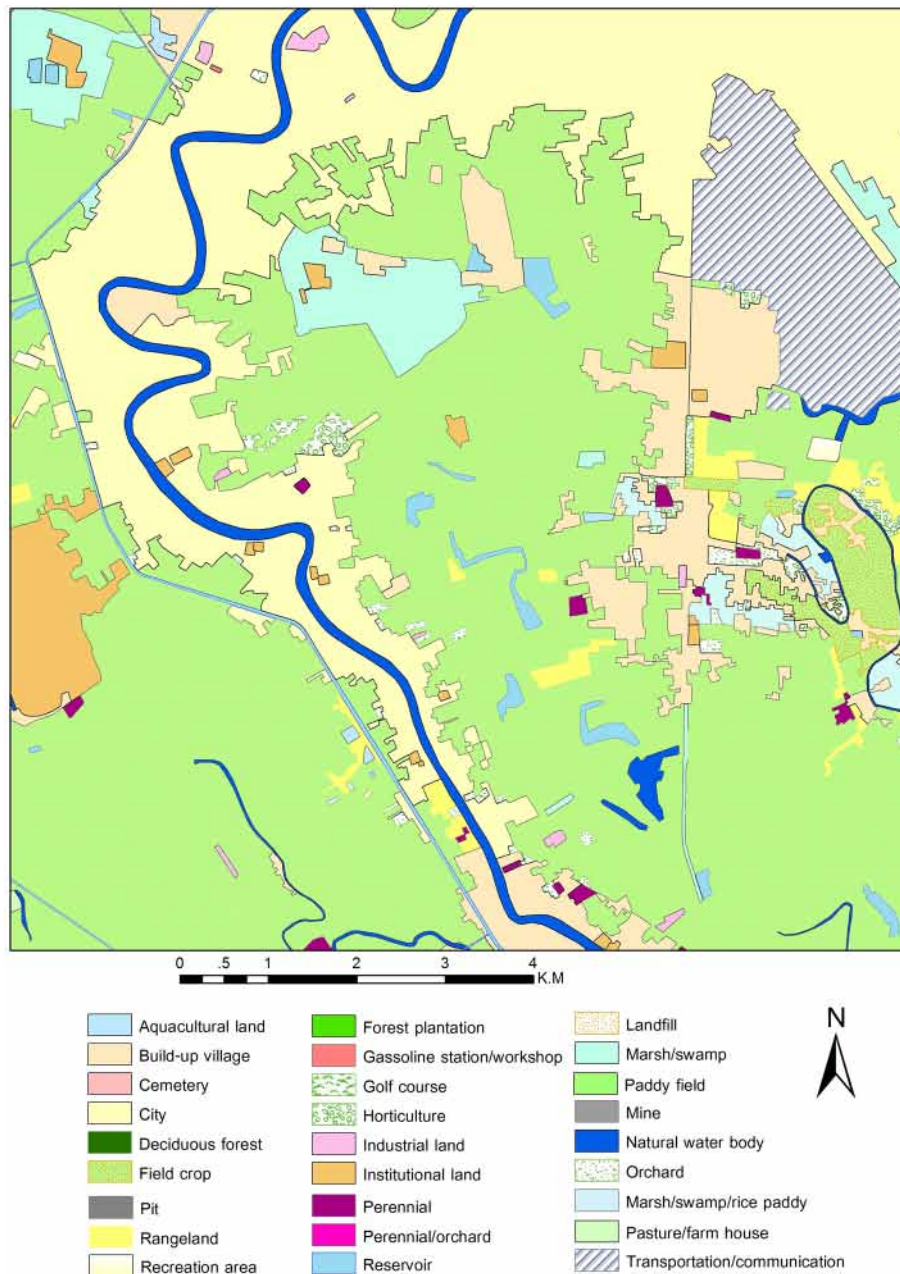 0 .5 1 2 3 4
K.M
N
Aquacultural land
Build-up village
Cemetery
City
Deciduous forest
Field crop
Pit
Rangeland
Recreation area
Forest plantation
Gassoline station/workshop
Golf course
Horticulture
Industrial land
Institutional land
Perennial
Perennial/orchard
Reservoir
Landfill
Marsh/swamp
Paddy field
Mine
Natural water body
Orchard
Marsh/swamp/rice paddy
Pasture/farm house
Transportation/communication